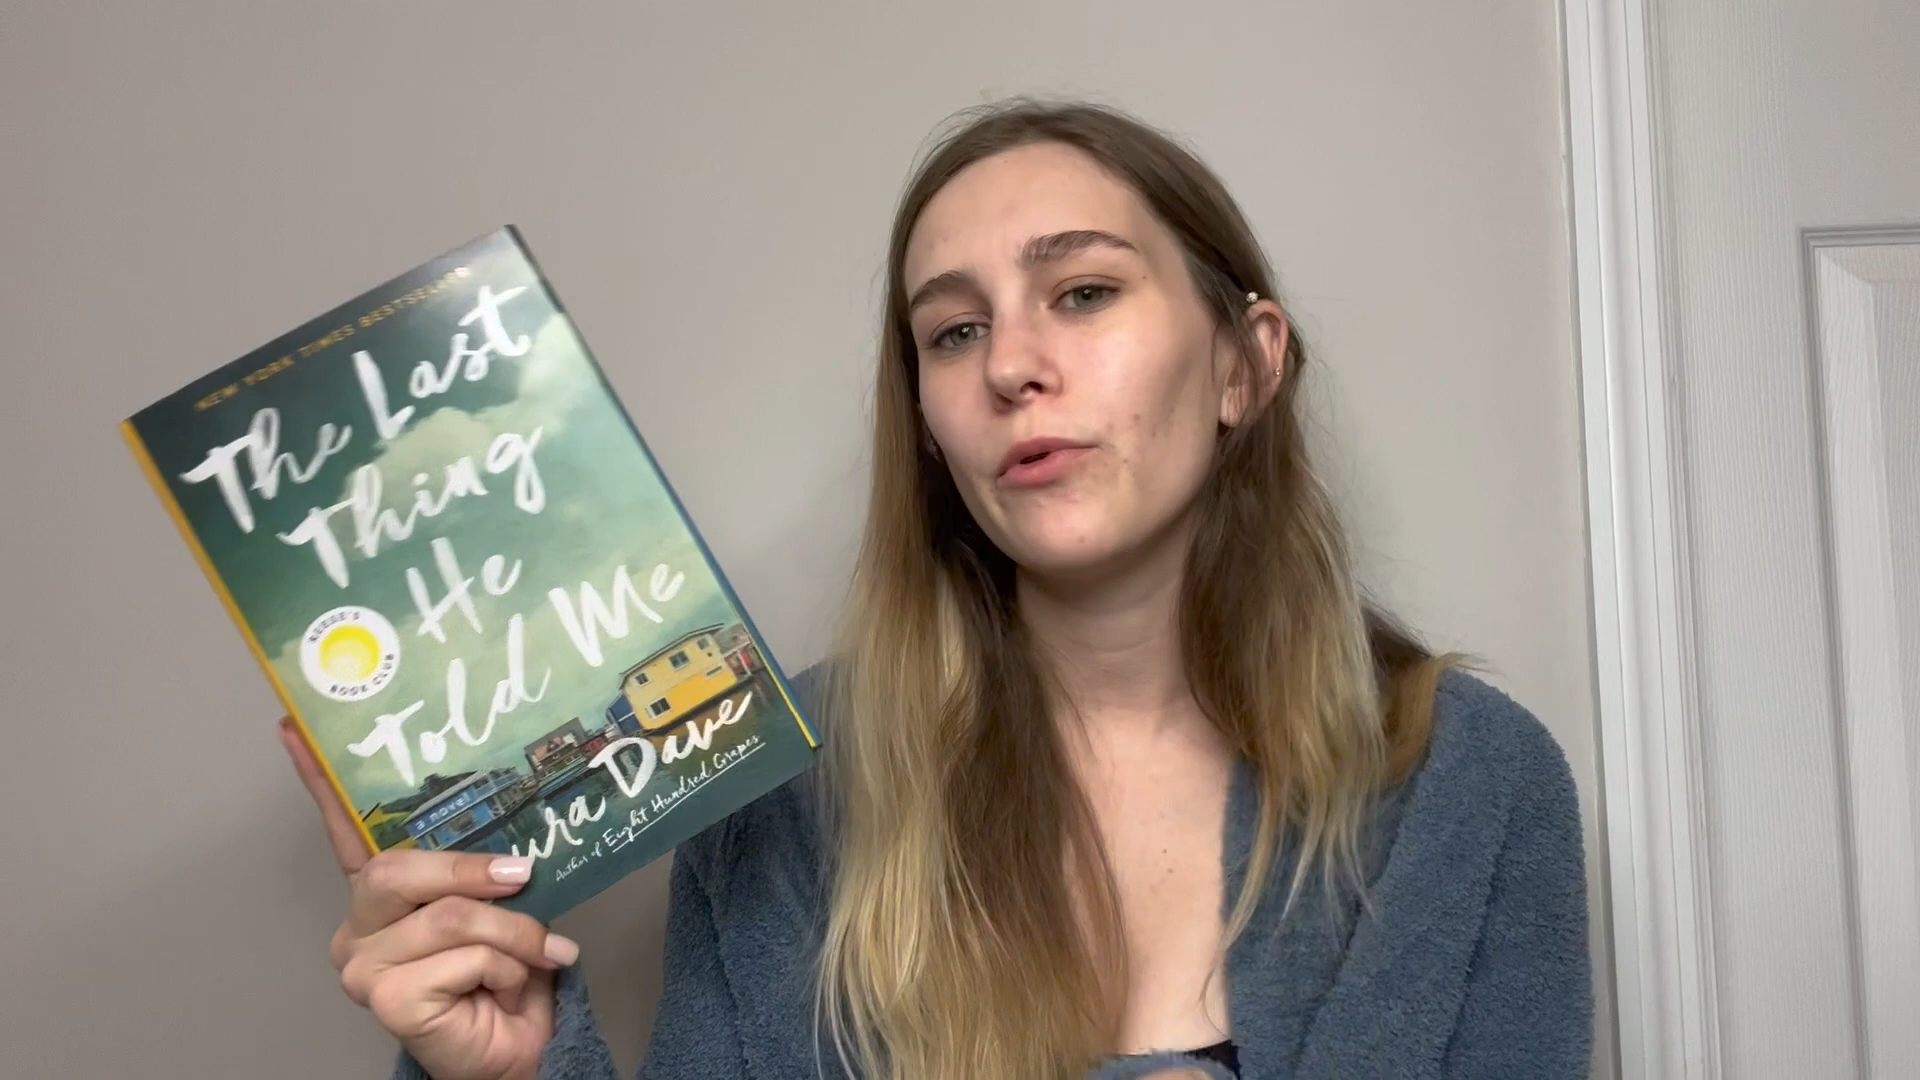 NEW YORK TIMES BESTSELLER
The Last
Thing
He
Told Me
REESE'S
BOOK CLUB
a novel
ura Dave
Author of Eight Hundred Grapes